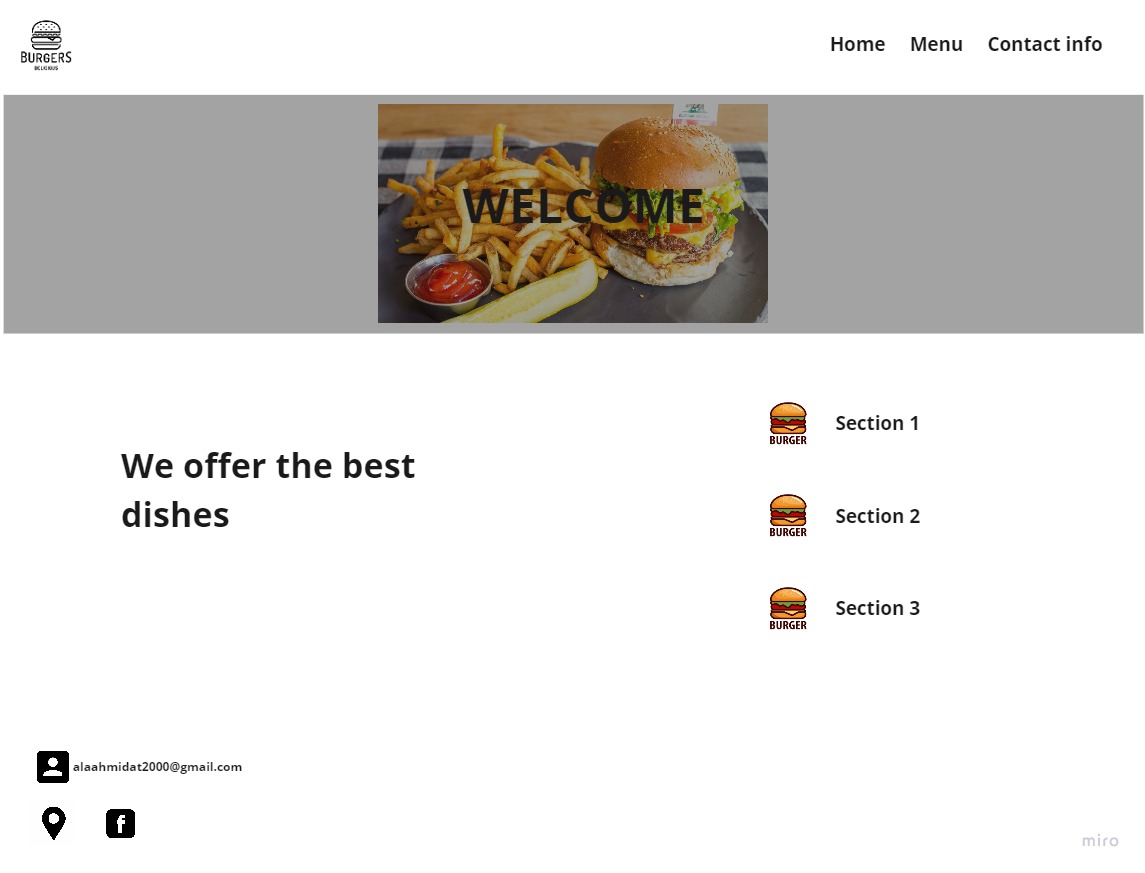 BURGERS
DELICIOUS
Home Menu Contact info
WELCOME
We offer the best
dishes
BURGER
Section 1
BURGER
Section 2
BURGER
Section 3
alaahmidat2000@gmail.com
f
miro